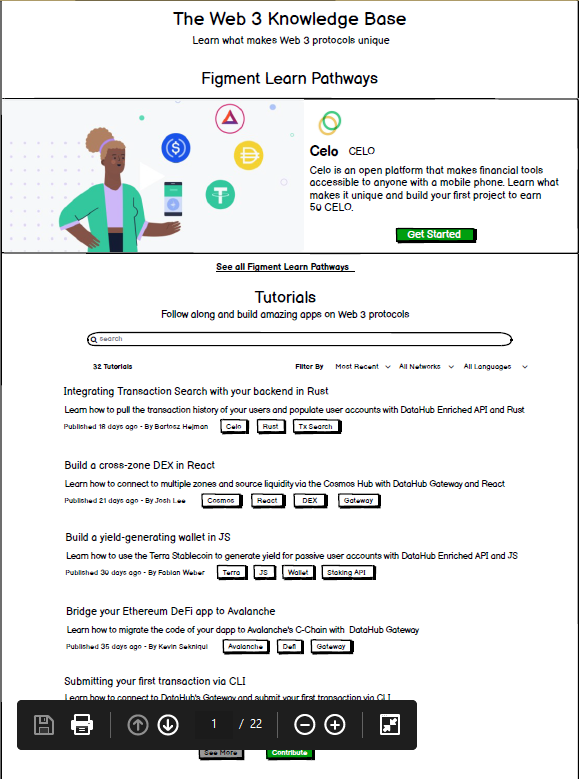 The Web 3 Knowledge Base
Learn what makes Web 3 protocols unique
Figment Learn Pathways
Celo CELO
Celo is an open platform that makes financial tools
accessible to anyone with a mobile phone. Learn what
makes it unique and build your first project to earn
50 CELO.
Get Started
See all Figment Learn Pathways
Tutorials
Follow along and build amazing apps on Web 3 protocols
search
32 Tutorials Filter By Most Recent All Networks All Languages
Integrating Transaction Search with your backend in Rust
Learn how to pull the transaction history of your users and populate user accounts with DataHub Enriched API and Rust
Published 18 days ago - By Bartosz Hejman Celo Rust Tx Search
Build a cross-zone DEX in React
Learn how to connect to multiple zones and source liquidity via the Cosmos Hub with DataHub Gateway and React
Published 21 days ago - By Josh Lee Cosmos React DEX Gateway
Build a yield-generating wallet in JS
Learn how to use the Terra Stablecoin to generate yield for passive user accounts with DataHub Enriched API and JS
Published 30 days ago - By Fabian Weber Terra JS Wallet Staking API
Bridge your Ethereum DeFi app to Avalanche
Learn how to migrate the code of your dapp to Avalanche's C-Chain with DataHub Gateway
Published 35 days ago - By Kevin Sekniqui Avalanche Defi Gateway
Submitting your first transaction via CLI
Learn how to connect to DataHub's Gateway and submit your first transaction via CLI
1 / 22
See More Contribute